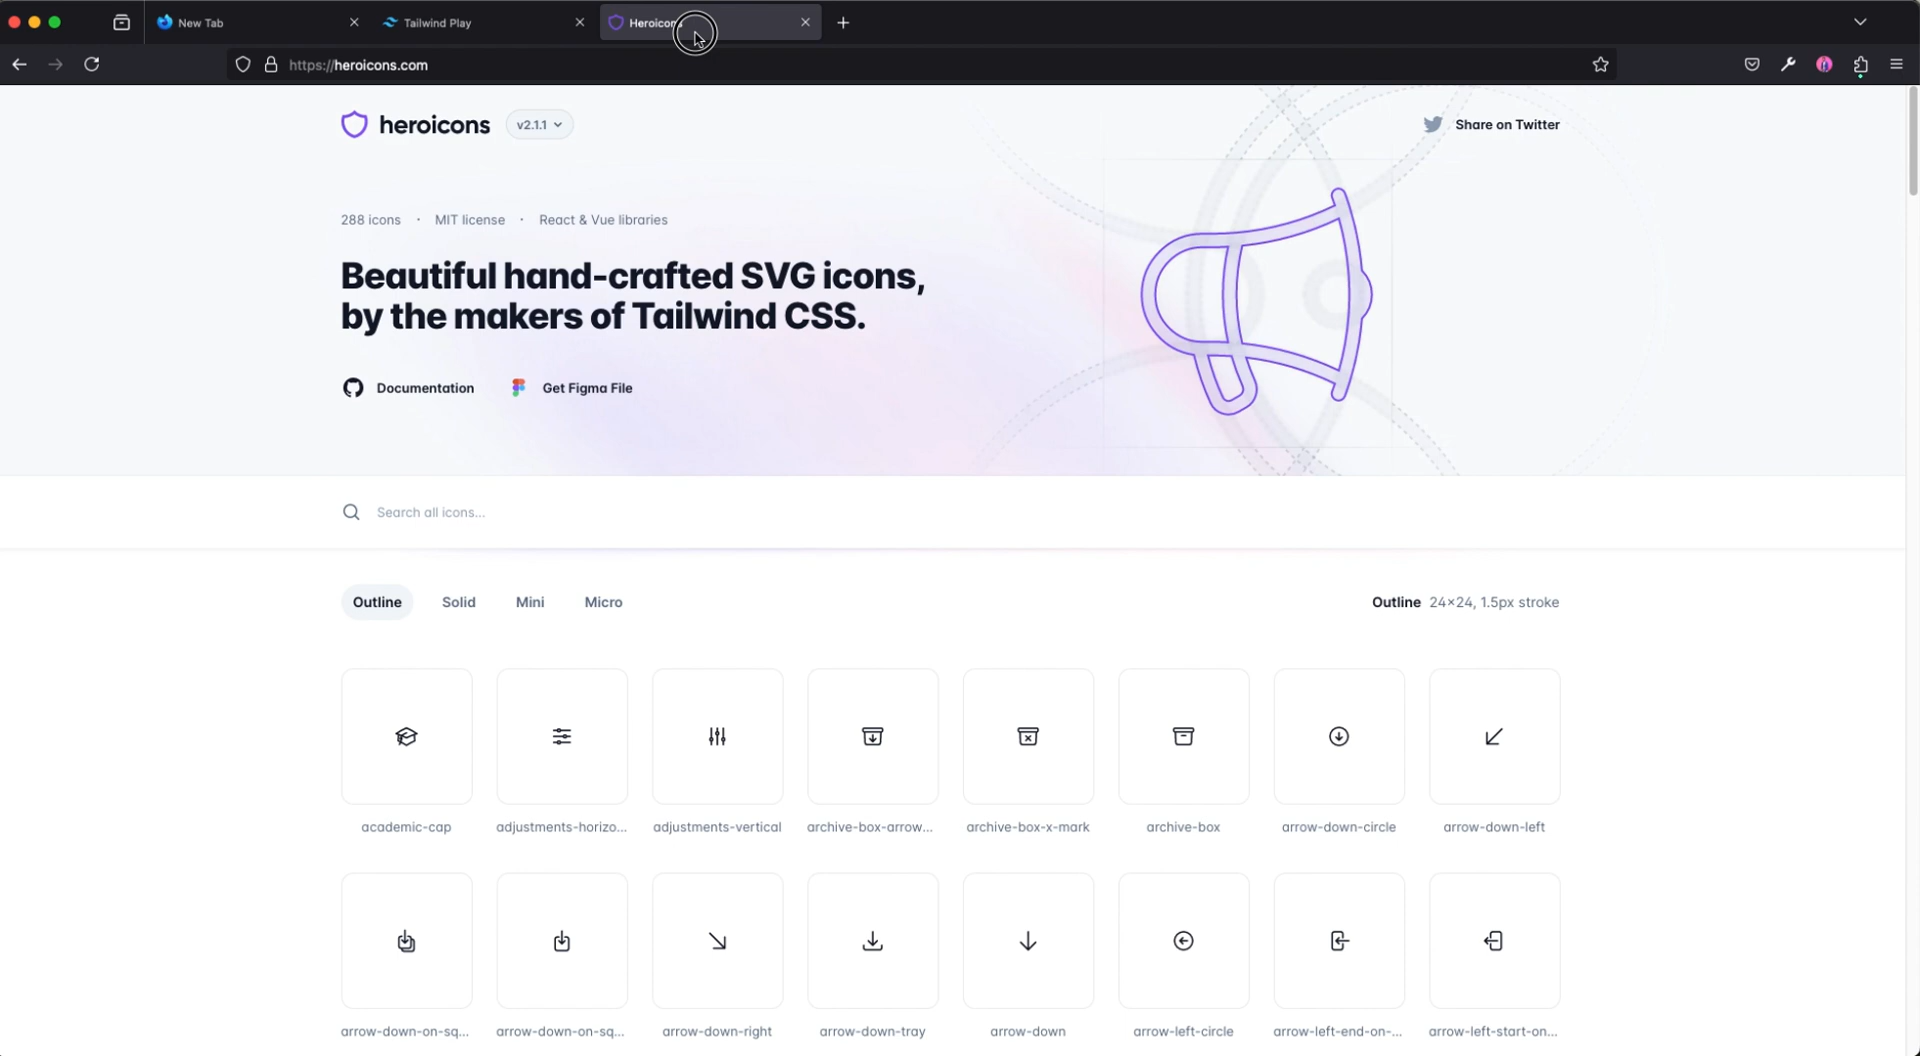 New Tab
Tailwind Play
Heroicons
https://heroicons.com
heroicons
v2.1.1
Share on Twitter
288 icons · MIT license · React & Vue libraries
Beautiful hand-crafted SVG icons,
by the makers of Tailwind CSS.
Documentation
Get Figma File
Search all icons...
Outline
Solid
Mini
Micro
Outline 24×24, 1.5px stroke
academic-cap
adjustments-horizo...
adjustments-vertical
archive-box-arrow...
archive-box-x-mark
archive-box
arrow-down-circle
arrow-down-left
arrow-down-on-sq...
arrow-down-on-sq...
arrow-down-right
arrow-down-tray
arrow-down
arrow-left-circle
arrow-left-end-on-...
arrow-left-start-on...